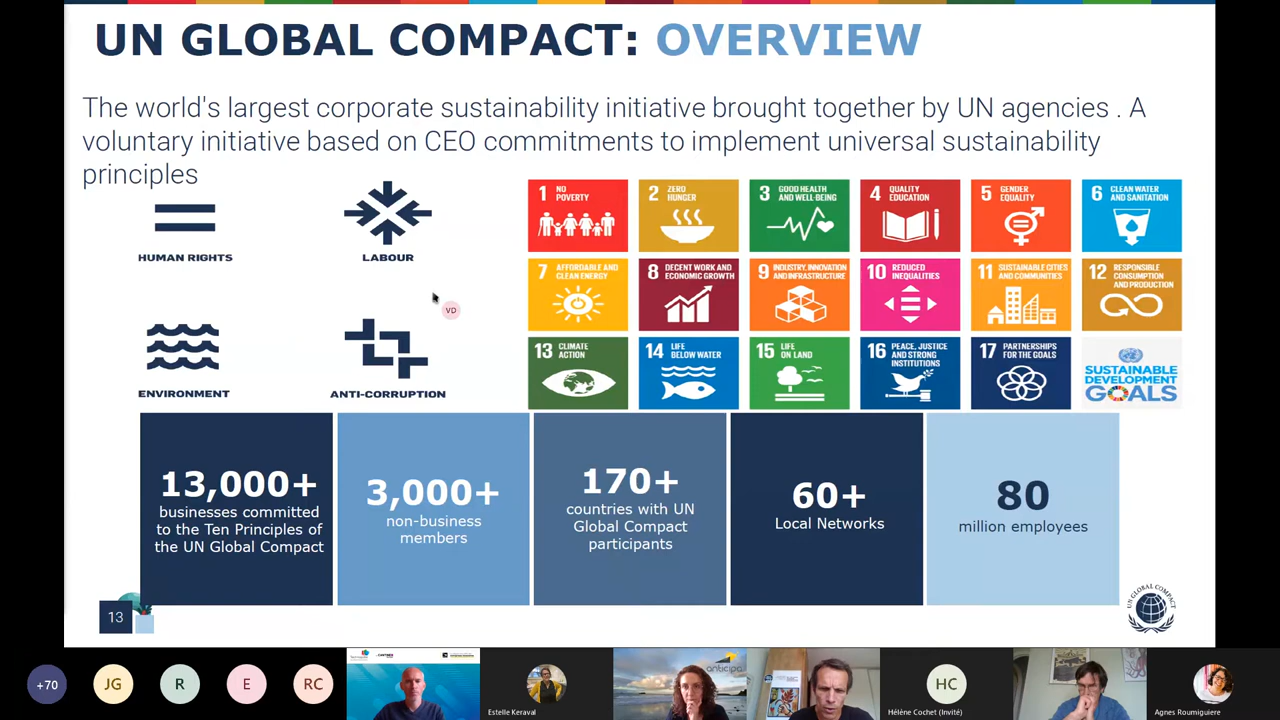 UN GLOBAL COMPACT: OVERVIEW
The world's largest corporate sustainability initiative brought together by UN agencies . A
voluntary initiative based on CEO commitments to implement universal sustainability
principles
HUMAN RIGHTS
LABOUR
ENVIRONMENT
ANTI-CORRUPTION
VD
1 NO
POVERTY
2 ZERO
HUNGER
3 GOOD HEALTH
AND WELL-BEING
4 QUALITY
EDUCATION
5 GENDER
EQUALITY
6 CLEAN WATER
AND SANITATION
7 AFFORDABLE AND
CLEAN ENERGY
8 DECENT WORK AND
ECONOMIC GROWTH
9 INDUSTRY, INNOVATION
AND INFRASTRUCTURE
10 REDUCED
INEQUALITIES
11 SUSTAINABLE CITIES
AND COMMUNITIES
12 RESPONSIBLE
CONSUMPTION
AND PRODUCTION
13 CLIMATE
ACTION
14 LIFE
BELOW WATER
15 LIFE
ON LAND
16 PEACE, JUSTICE
AND STRONG
INSTITUTIONS
17 PARTNERSHIPS
FOR THE GOALS
SUSTAINABLE
DEVELOPMENT
GOALS
13,000+
businesses committed
to the Ten Principles of
the UN Global Compact
3,000+
non-business
members
170+
countries with UN
Global Compact
participants
60+
Local Networks
80
million employees
13
UN GLOBAL COMPACT
+70
JG
R
E
RC
Estelle Keraval
anticipa
HC
Hélène Cochet (Invité)
Agnes Roumiguiere